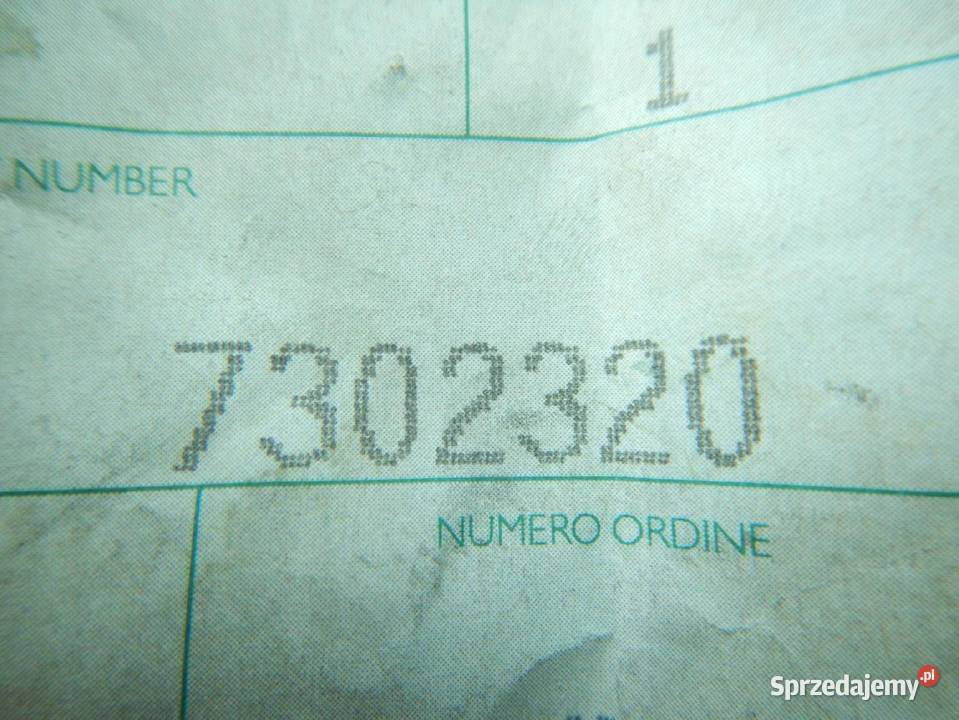 1
NUMBER
7302320
NUMERO ORDINE
Sprzedajemy.pl